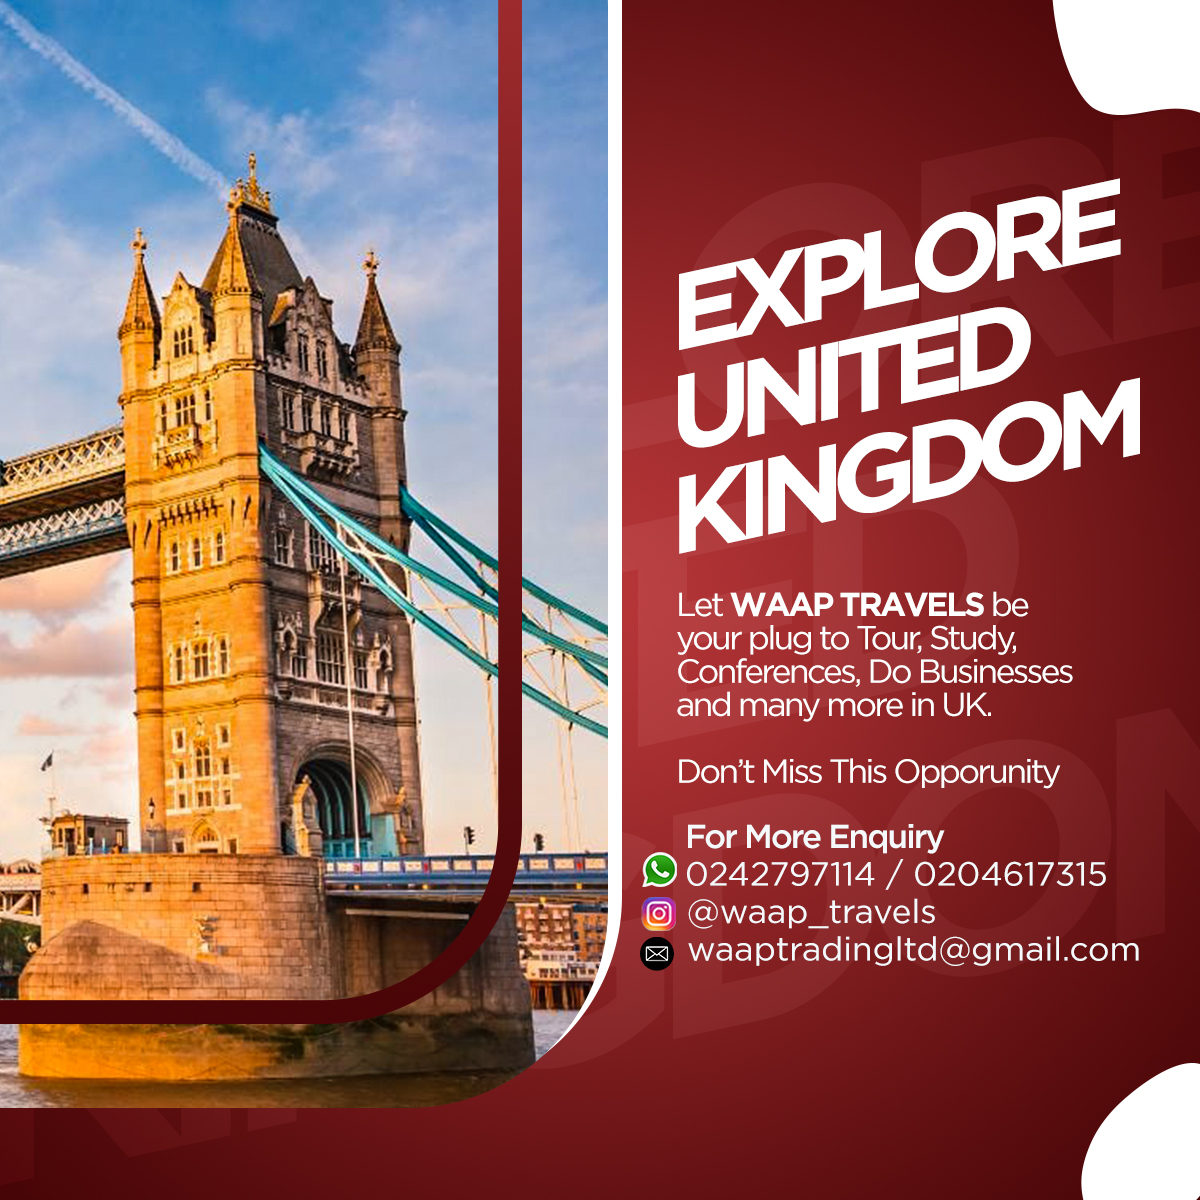 EXPLORE
UNITED
KINGDOM
Let WAAP TRAVELS be
your plug to Tour, Study,
Conferences, Do Businesses
and many more in UK.
Don't Miss This Opporunity
For More Enquiry
0242797114 / 0204617315
@waap_travels
waaptradingltd@gmail.com